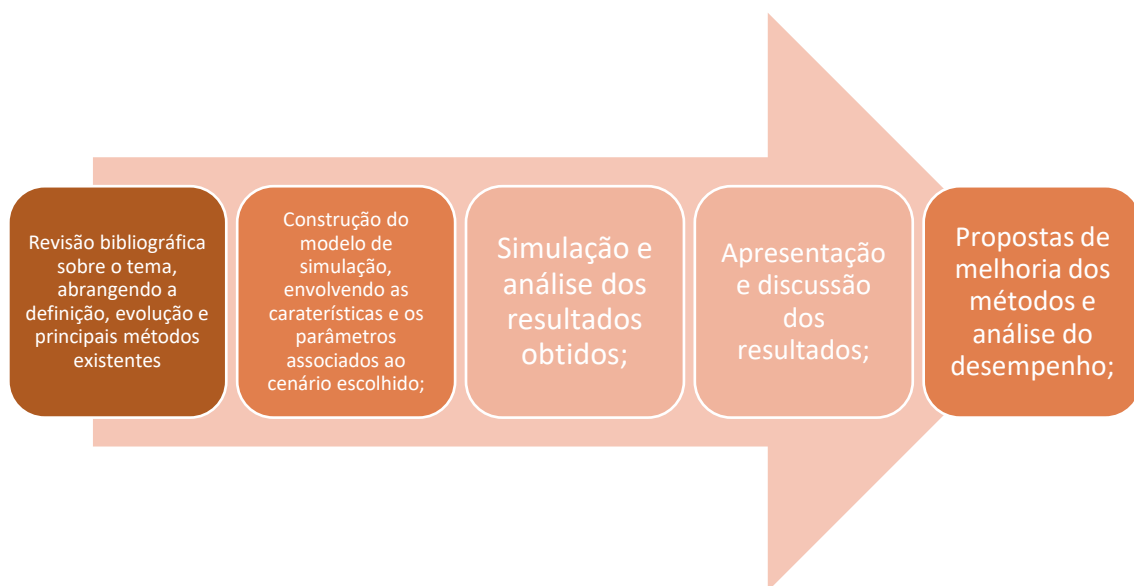 Revisão bibliográfica
sobre o tema,
abrangendo a
definição, evolução e
principais métodos
existentes
Construção do
modelo de
simulação,
envolvendo as
caraterísticas e os
parâmetros
associados ao
cenário escolhido;
Simulação e
análise dos
resultados
obtidos;
Apresentação
e discussão
dos
resultados;
Propostas de
melhoria dos
métodos e
análise do
desempenho;